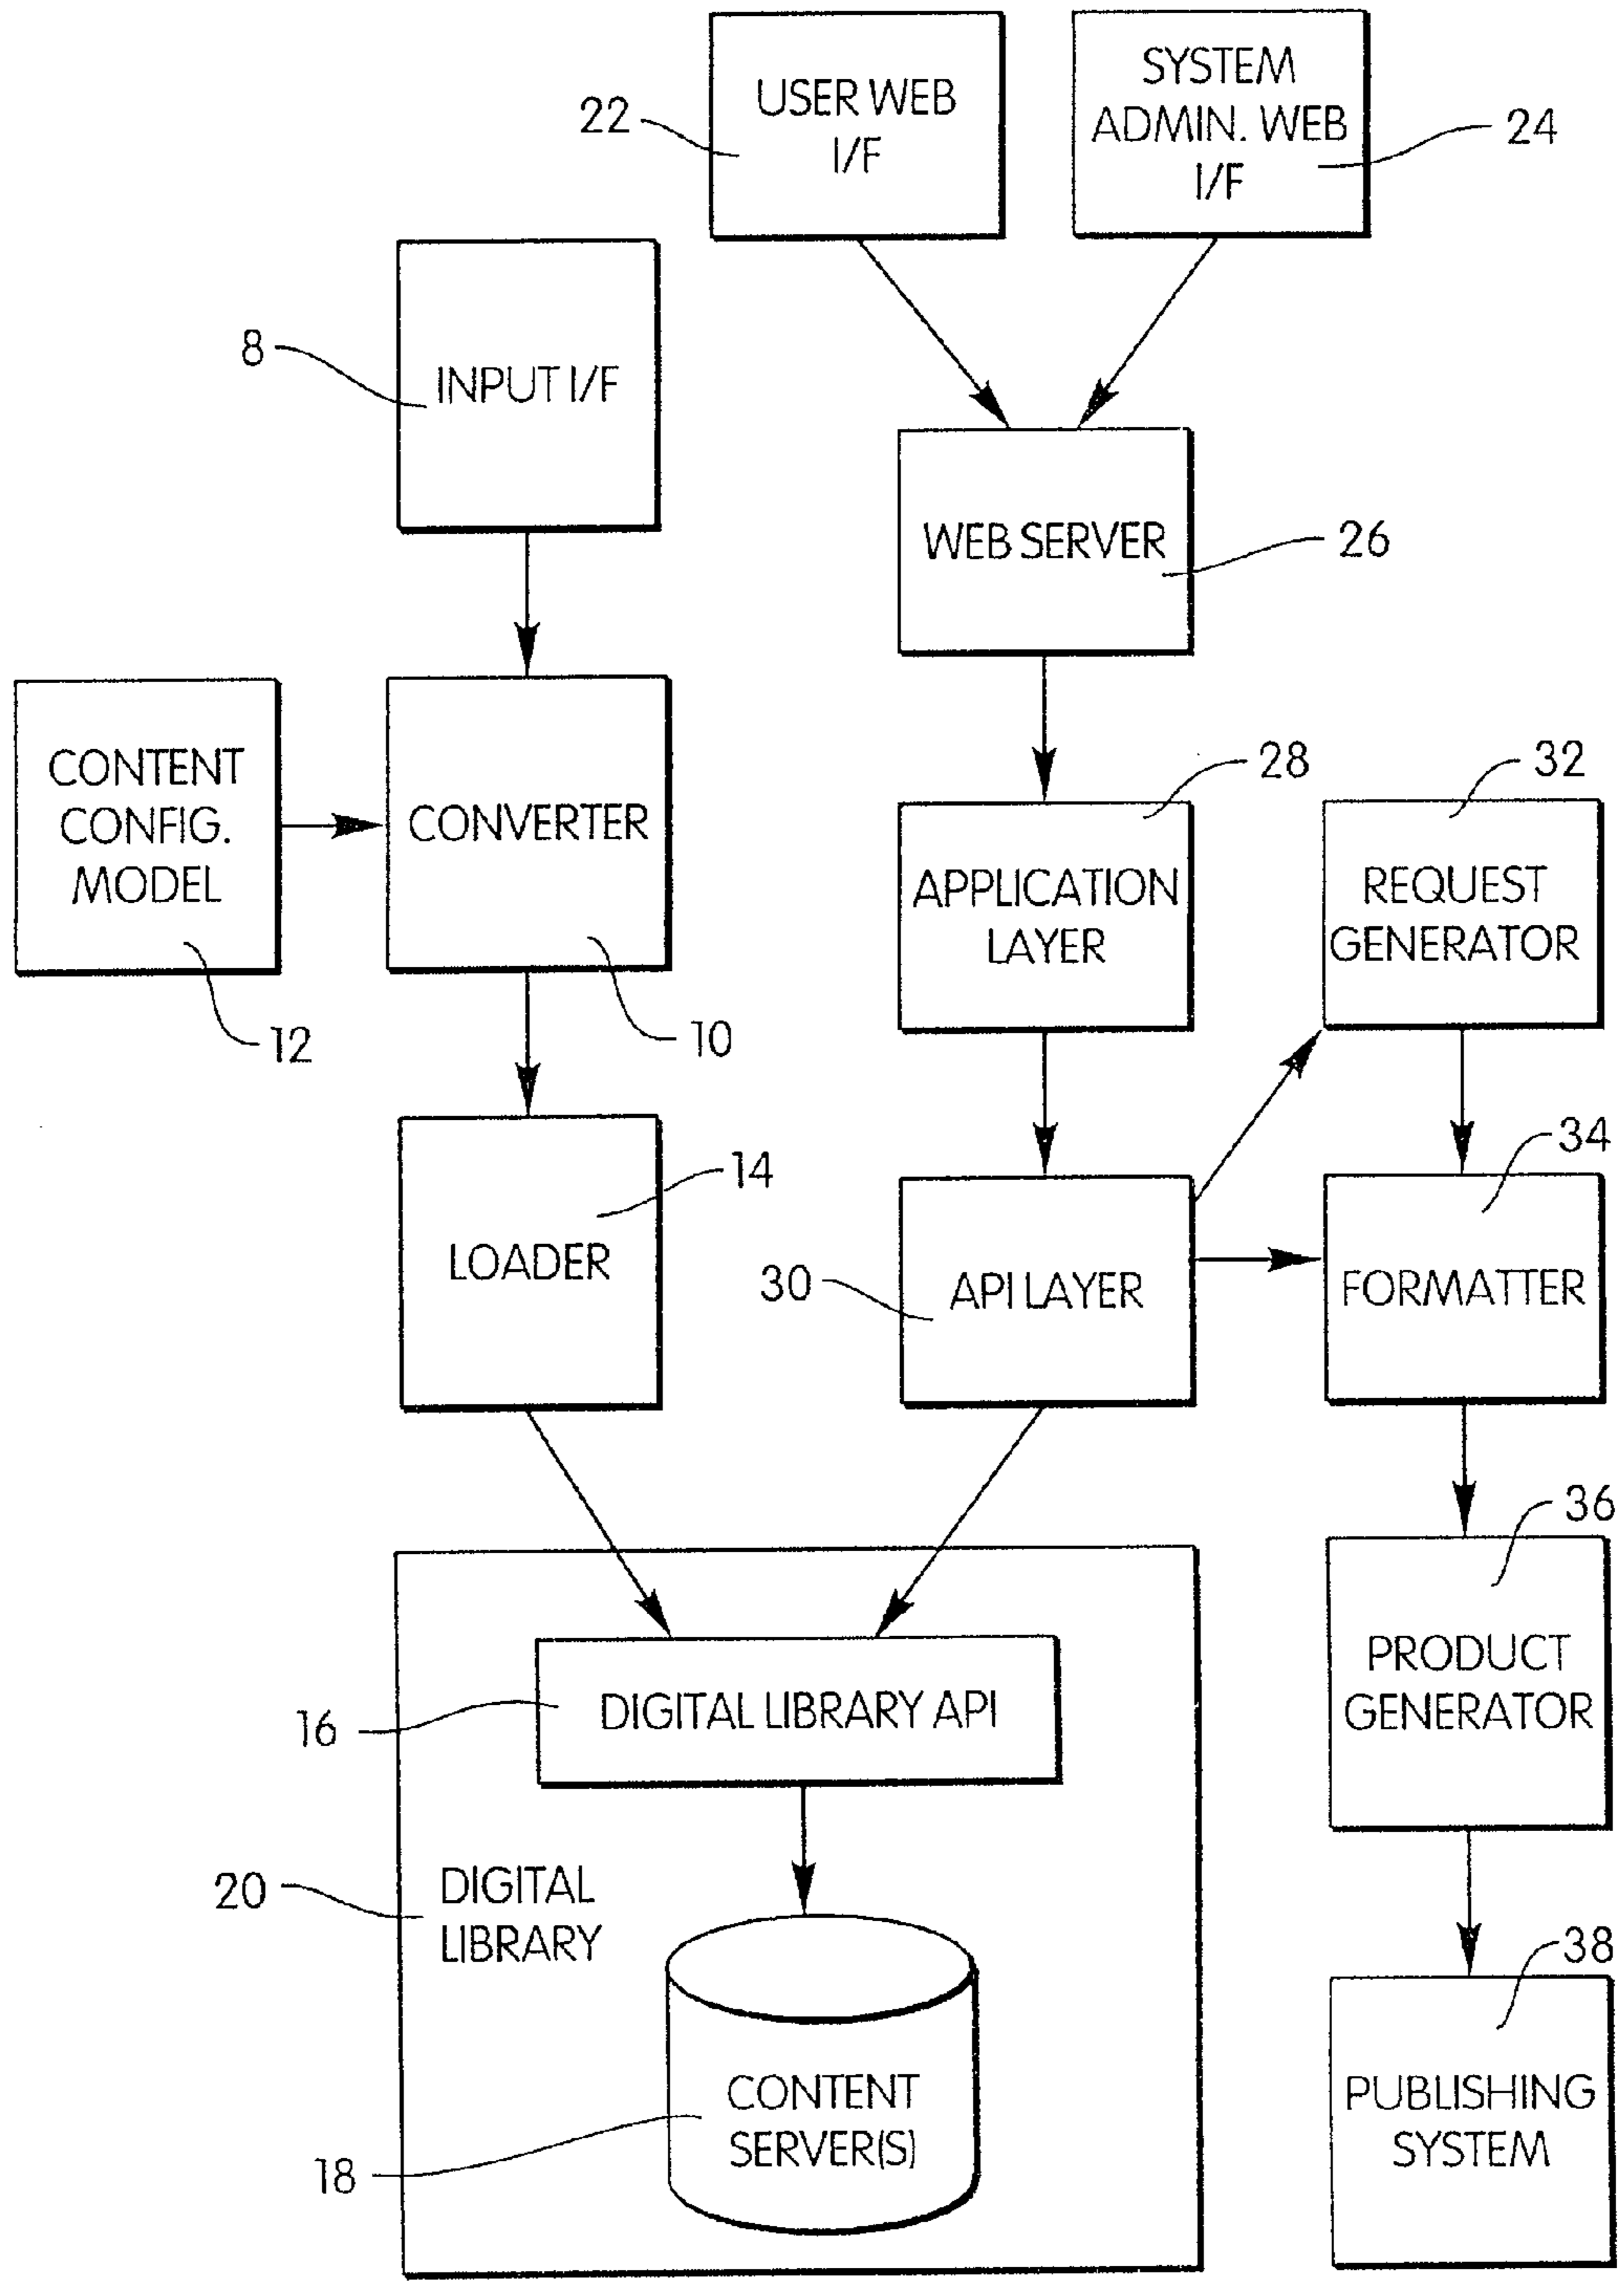 USER WEB
I/F
22
SYSTEM
ADMIN. WEB
I/F
24
8
INPUT I/F
WEB SERVER
26
CONTENT
CONFIG.
MODEL
12
CONVERTER
10
28
APPLICATION
LAYER
32
REQUEST
GENERATOR
14
LOADER
30
API LAYER
34
FORMATTER
36
PRODUCT
GENERATOR
16
DIGITAL LIBRARY API
20
DIGITAL
LIBRARY
18
CONTENT
SERVER(S)
38
PUBLISHING
SYSTEM